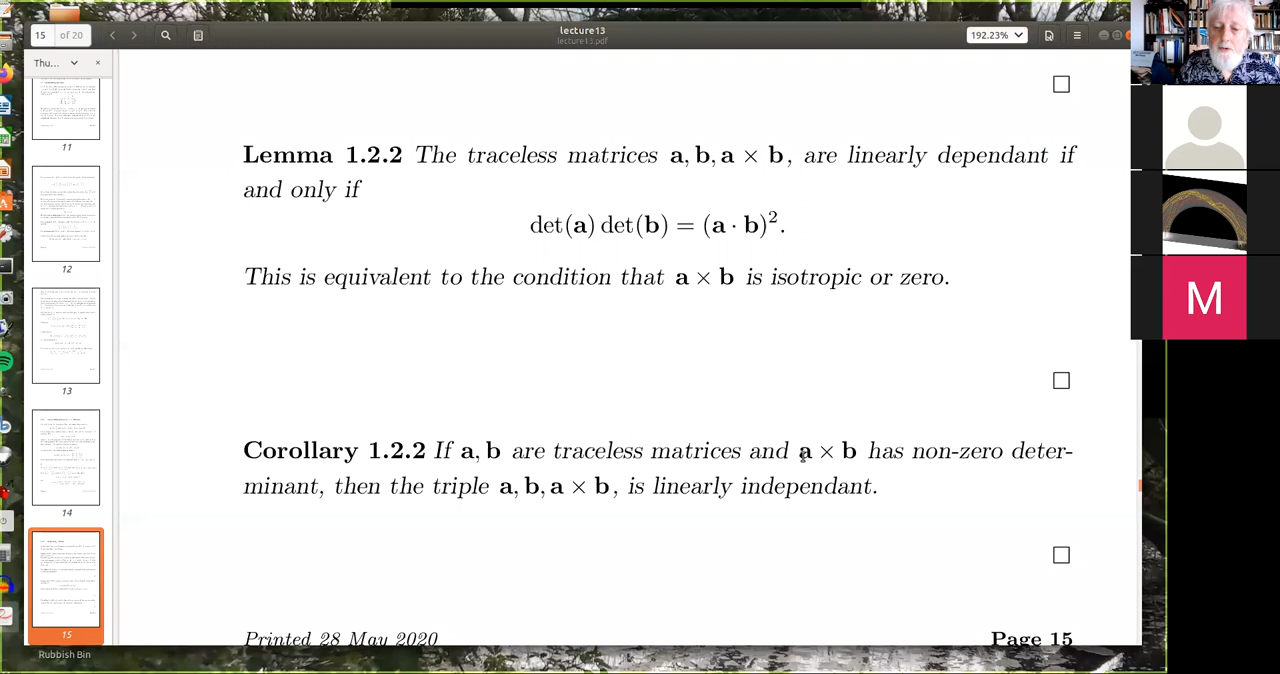 15 of 20
lecture13
lecture13.pdf
192.23%
Thu...
11
12
13
14
15
Rubbish Bin
Lemma 1.2.2 The traceless matrices a, b, a × b, are linearly dependant if
and only if
det(a) det(b) = (a · b)².
This is equivalent to the condition that a × b is isotropic or zero.
Corollary 1.2.2 If a, b are traceless matrices and a × b has non-zero deter-
minant, then the triple a, b, a × b, is linearly independant.
Printed 28 May 2020 Page 15
M